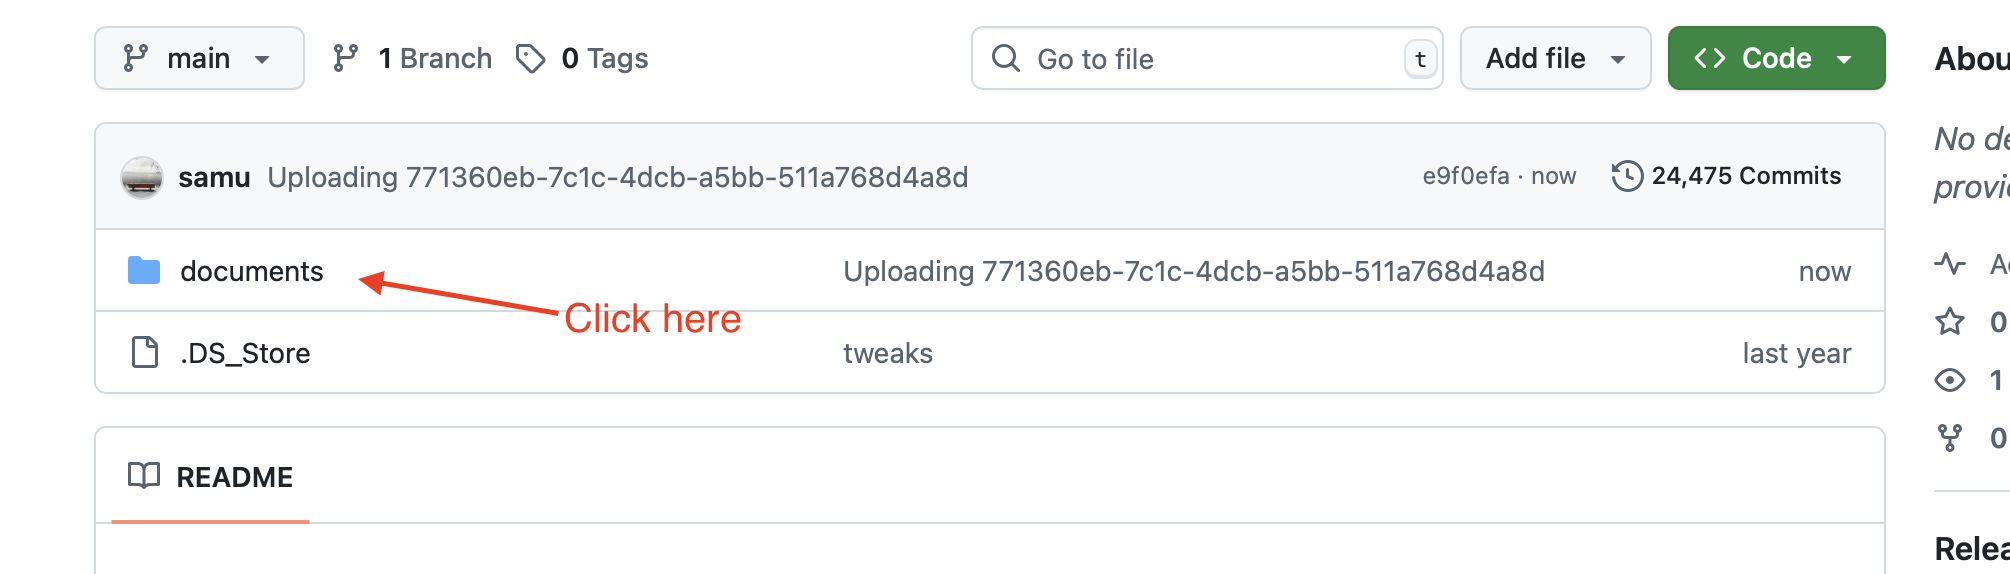 main
1 Branch
0 Tags
Go to file
t
Add file
Code
samu Uploading 771360eb-7c1c-4dcb-a5bb-511a768d4a8d
e9f0efa · now
24,475 Commits
documents
Uploading 771360eb-7c1c-4dcb-a5bb-511a768d4a8d
now
Click here
.DS_Store
tweaks
last year
README
Abou
No de
provi
0
1
0
Relea